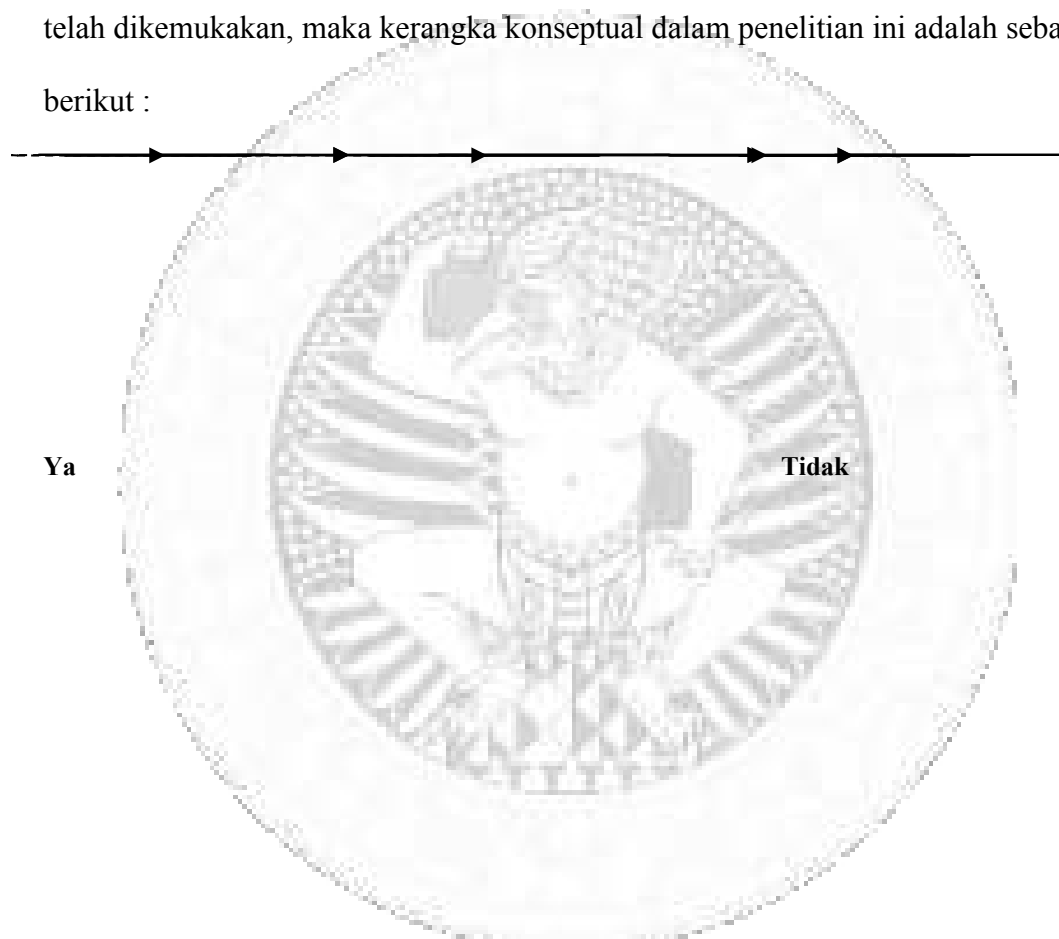 telah dikemukakan, maka kerangka konseptual dalam penelitian ini adalah seba
berikut :
Ya Tidak